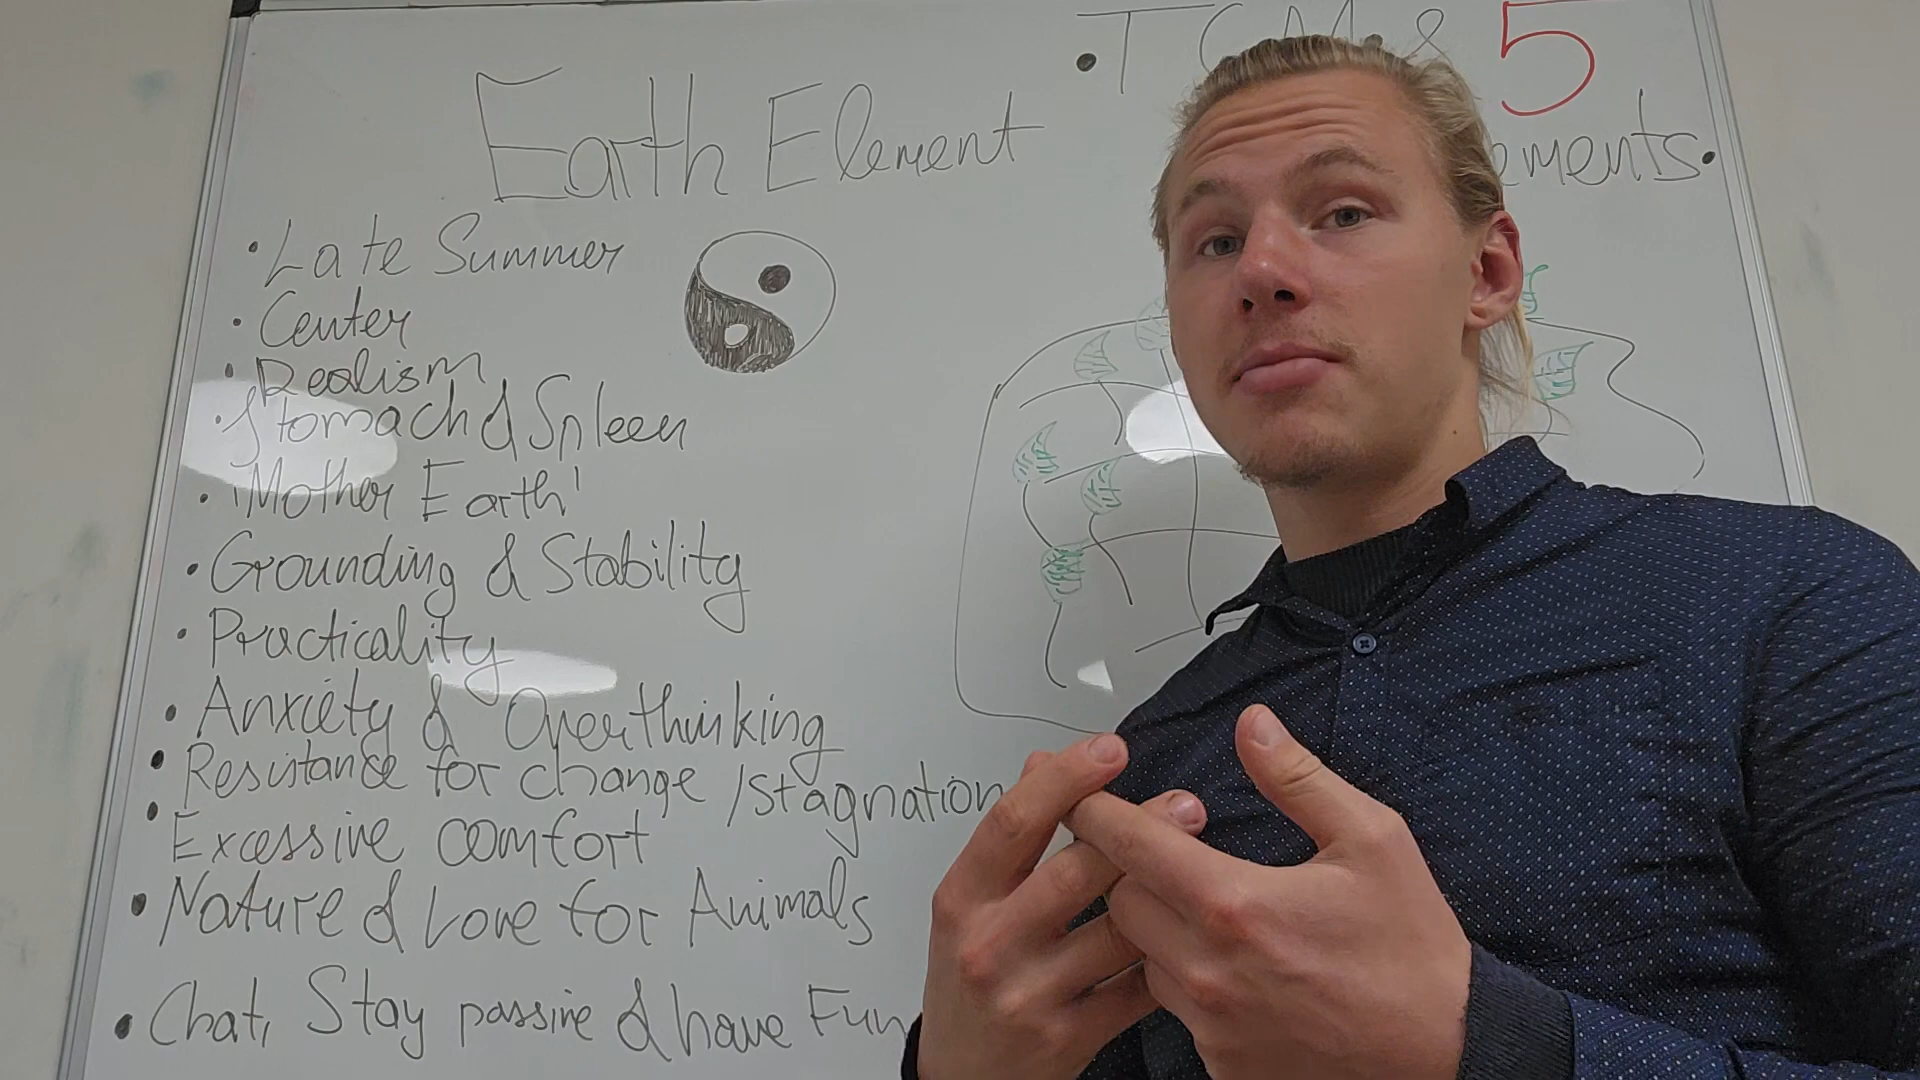 Earth Element
• Late Summer
• Center
• Realism
• Stomach & Spleen
• 'Mother Earth'
• Grounding & Stability
• Practicality
• Anxiety & Overthinking
• Resistance for change /stagnation
• Excessive comfort
• Nature & Love for Animals
• Chat, Stay passive & have Fun
• TCM & 5
ements •